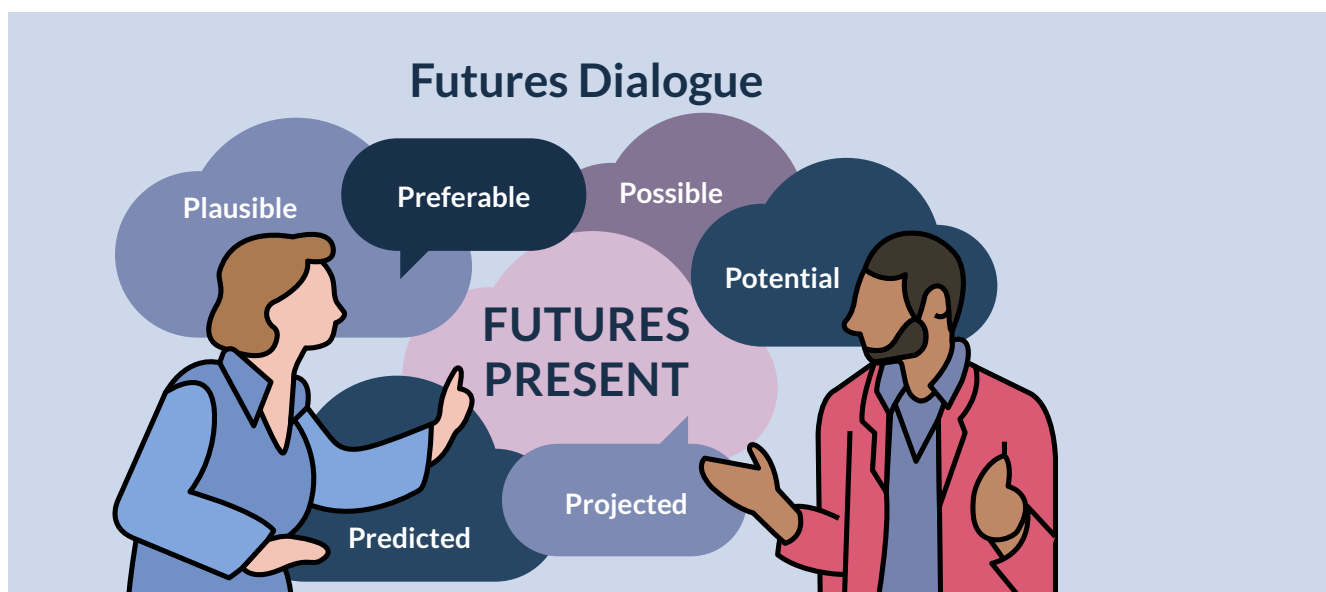 Futures Dialogue
Plausible
Preferable
Possible
Potential
FUTURES
PRESENT
Projected
Predicted